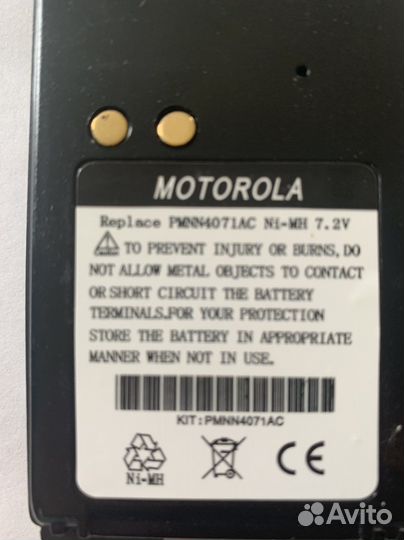 MOTOROLA
Replace PMNN4071AC Ni-MH 7.2V
TO PREVENT INJURY OR BURNS, DO
NOT ALLOW METAL OBJECTS TO CONTACT
OR SHORT CIRCUIT THE BATTERY
TERMINALS.FOR YOUR PROTECTION
STORE THE BATTERY IN APPROPRIATE
MANNER WHEN NOT IN USE.
KIT:PMNN4071AC
Ni-MH
Avito